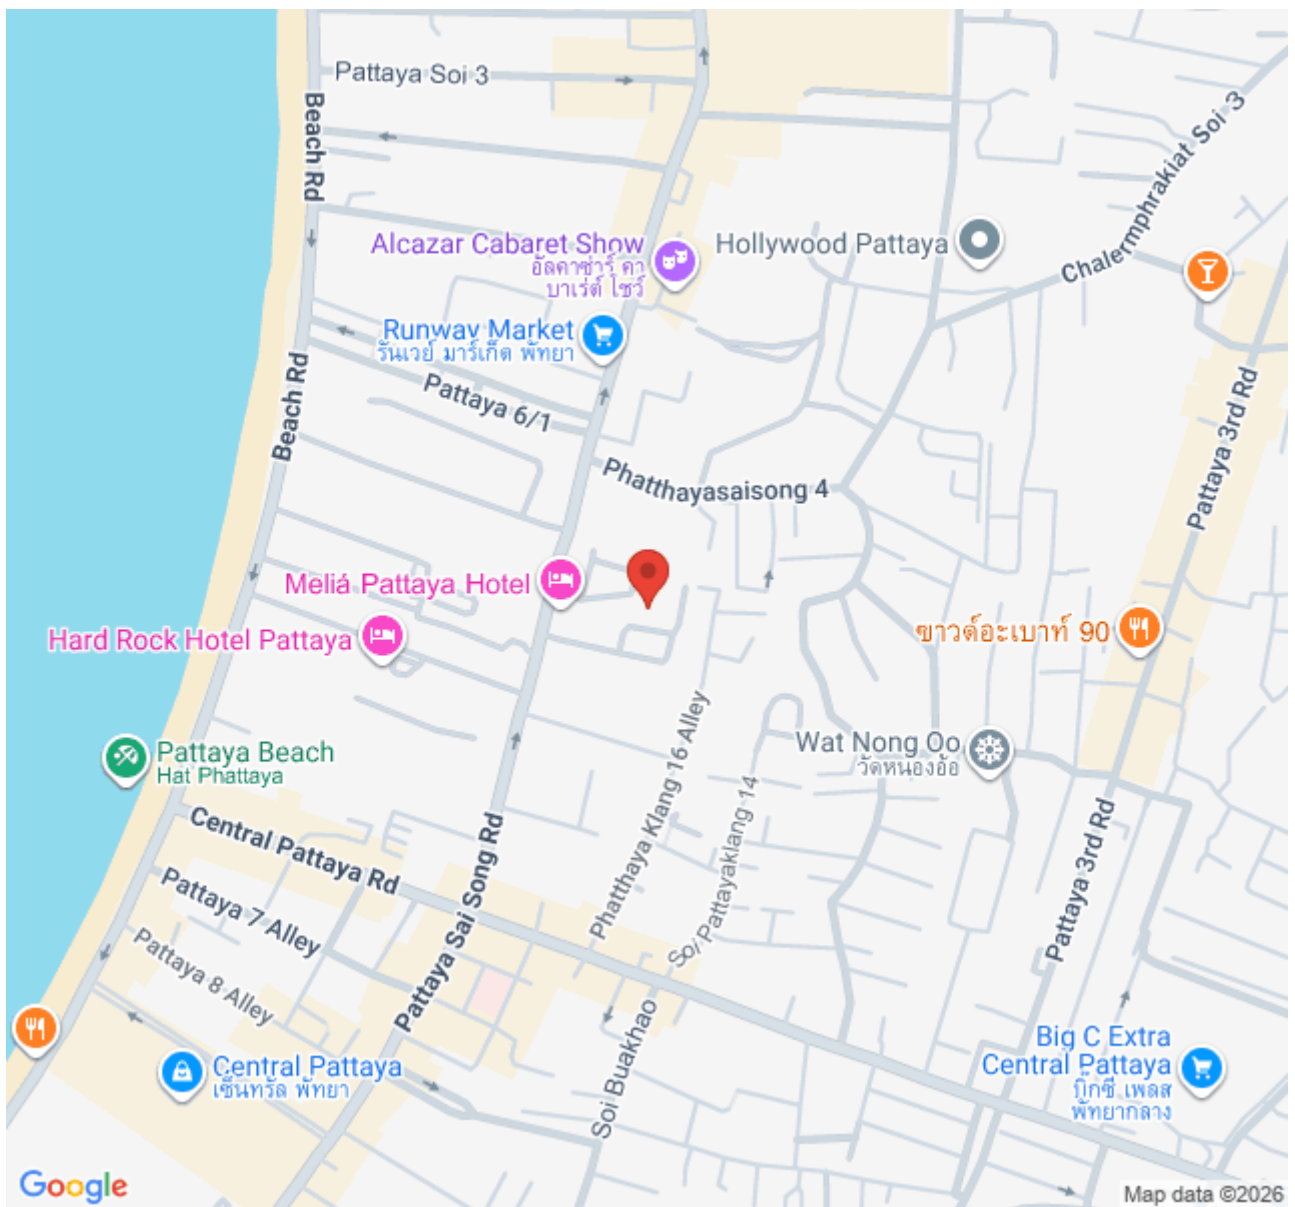 Pattaya Soi 3
Beach Rd
Chalermphrakiat Soi 3
Alcazar Cabaret Show
อัลคาซ่าร์ คา
บาเร่ต์ โชว์
Hollywood Pattaya
Runway Market
รันเวย์ มาร์เก็ต พัทยา
Beach Rd
Pattaya 6/1
Pattaya 3rd Rd
Phatthayasaisong 4
Meliá Pattaya Hotel
Hard Rock Hotel Pattaya
ซาวด์อะเบาท์ 90
Pattaya Beach
Hat Phattaya
Wat Nong Oo
วัดหนองอ้อ
Phatthaya Klang 16 Alley
Soi Pattayaklang 14
Central Pattaya Rd
Pattaya Sai Song Rd
Pattaya 3rd Rd
Pattaya 7 Alley
Pattaya 8 Alley
Soi Buakhao
Central Pattaya
เซ็นทรัล พัทยา
Big C Extra
Central Pattaya
บิ๊กซี เพลส
พัทยากลาง
Google
Map data ©2026